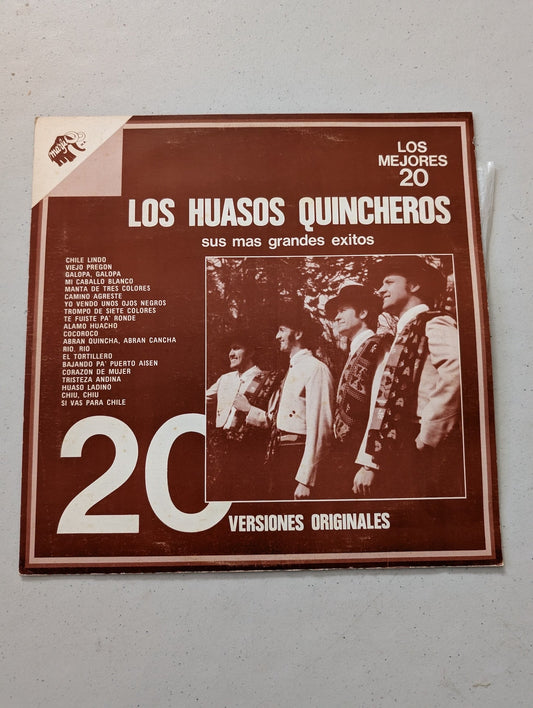 LOS
MEJORES
20
LOS HUASOS QUINCHEROS
sus mas grandes exitos
CHILE LINDO
VIEJO PREGON
GALOPA, GALOPA
MI CABALLO BLANCO
MANTA DE TRES COLORES
CAMINO AGRESTE
YO VENDO UNOS OJOS NEGROS
TROMPO DE SIETE COLORES
TE FUISTE PA' RONDE
ALAMO HUACHO
COCOROCO
ABRAN QUINCHA, ABRAN CANCHA
RIO, RIO
EL TORTILLERO
BAJANDO PA' PUERTO AISEN
CORAZON DE MUJER
TRISTEZA ANDINA
HUASO LADINO
CHIU, CHIU
SI VAS PARA CHILE
20
VERSIONES ORIGINALES